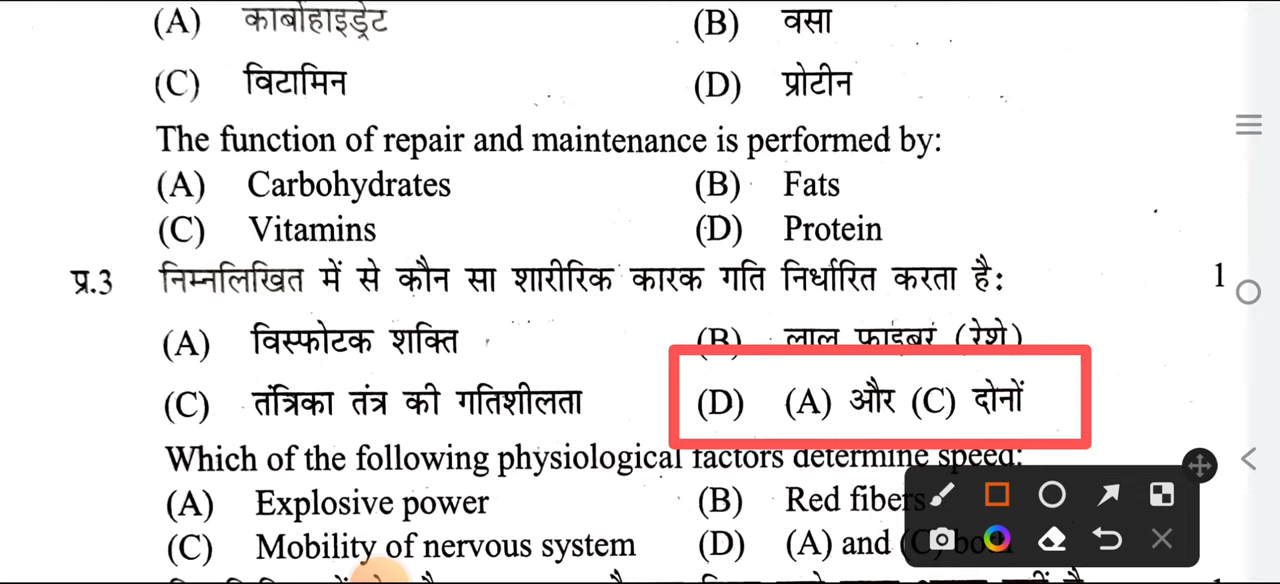 (A) कार्बोहाइड्रेट (B) वसा
(C) विटामिन (D) प्रोटीन
The function of repair and maintenance is performed by:
(A) Carbohydrates (B) Fats
(C) Vitamins (D) Protein
प्र.3 निम्नलिखित में से कौन सा शारीरिक कारक गति निर्धारित करता है: 1
(A) विस्फोटक शक्ति (B) लाल फाइबर (रेशे)
(C) तंत्रिका तंत्र की गतिशीलता (D) (A) और (C) दोनों
Which of the following physiological factors determine speed:
(A) Explosive power (B) Red fibers
(C) Mobility of nervous system (D) (A) and (C) both